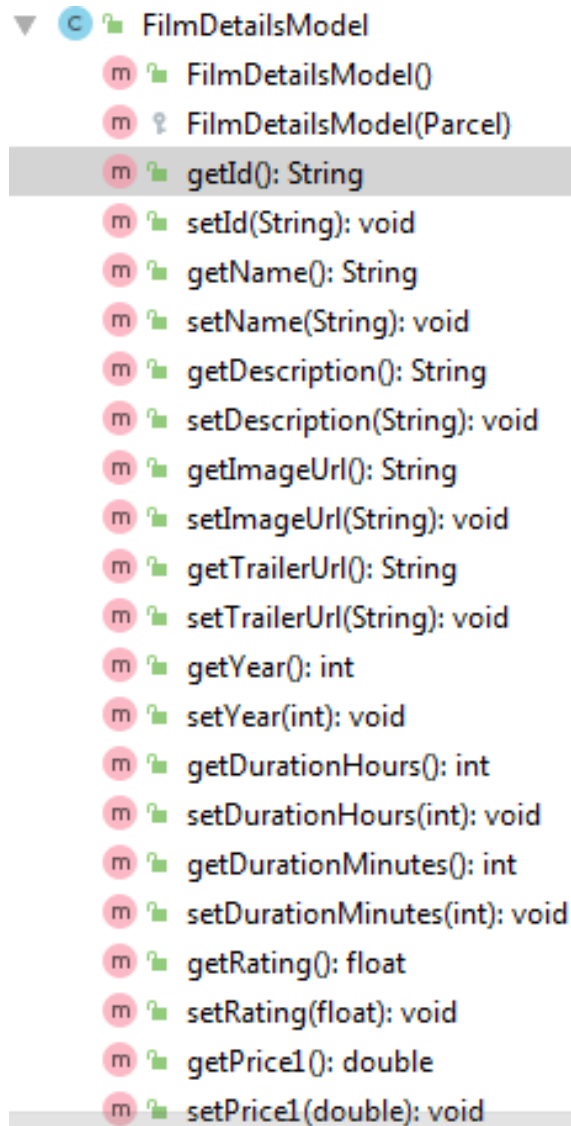 C FilmDetailsModel
m FilmDetailsModel()
m FilmDetailsModel(Parcel)
m getId(): String
m setId(String): void
m getName(): String
m setName(String): void
m getDescription(): String
m setDescription(String): void
m getImageUrl(): String
m setImageUrl(String): void
m getTrailerUrl(): String
m setTrailerUrl(String): void
m getYear(): int
m setYear(int): void
m getDurationHours(): int
m setDurationHours(int): void
m getDurationMinutes(): int
m setDurationMinutes(int): void
m getRating(): float
m setRating(float): void
m getPrice1(): double
m setPrice1(double): void